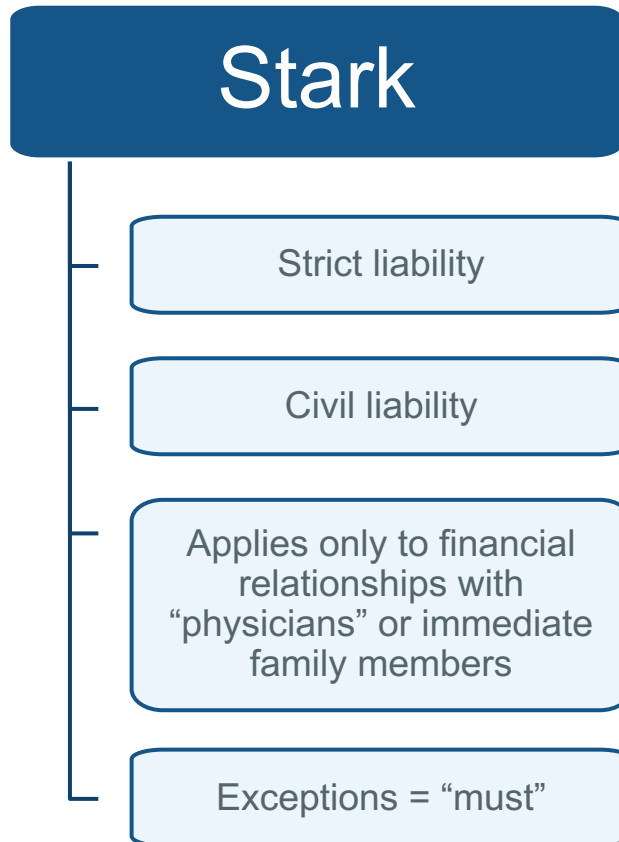 Stark
Strict liability
Civil liability
Applies only to financial
relationships with
“physicians” or immediate
family members
Exceptions = “must”